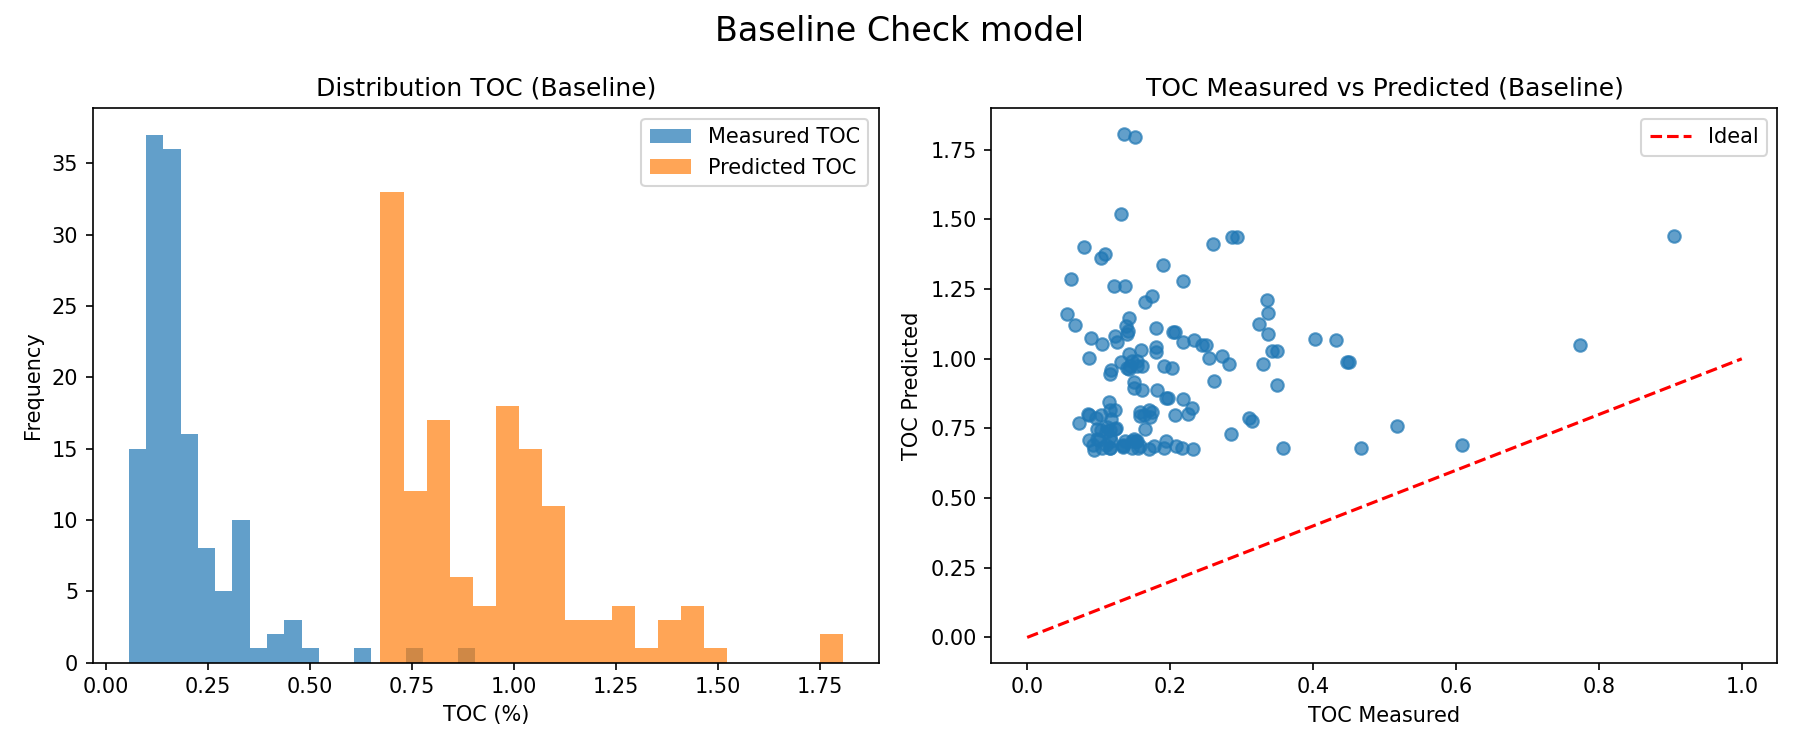 Baseline Check model
Distribution TOC (Baseline)
Measured TOC
Predicted TOC
Frequency
35
30
25
20
15
10
5
0
0.00 0.25 0.50 0.75 1.00 1.25 1.50 1.75
TOC (%)
TOC Measured vs Predicted (Baseline)
Ideal
TOC Predicted
1.75
1.50
1.25
1.00
0.75
0.50
0.25
0.00
0.0 0.2 0.4 0.6 0.8 1.0
TOC Measured